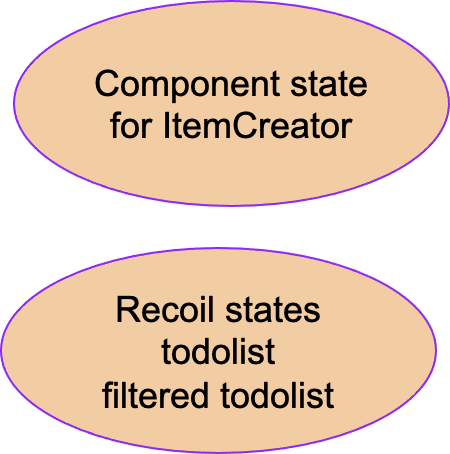 Component state
for ItemCreator
Recoil states
todolist
filtered todolist